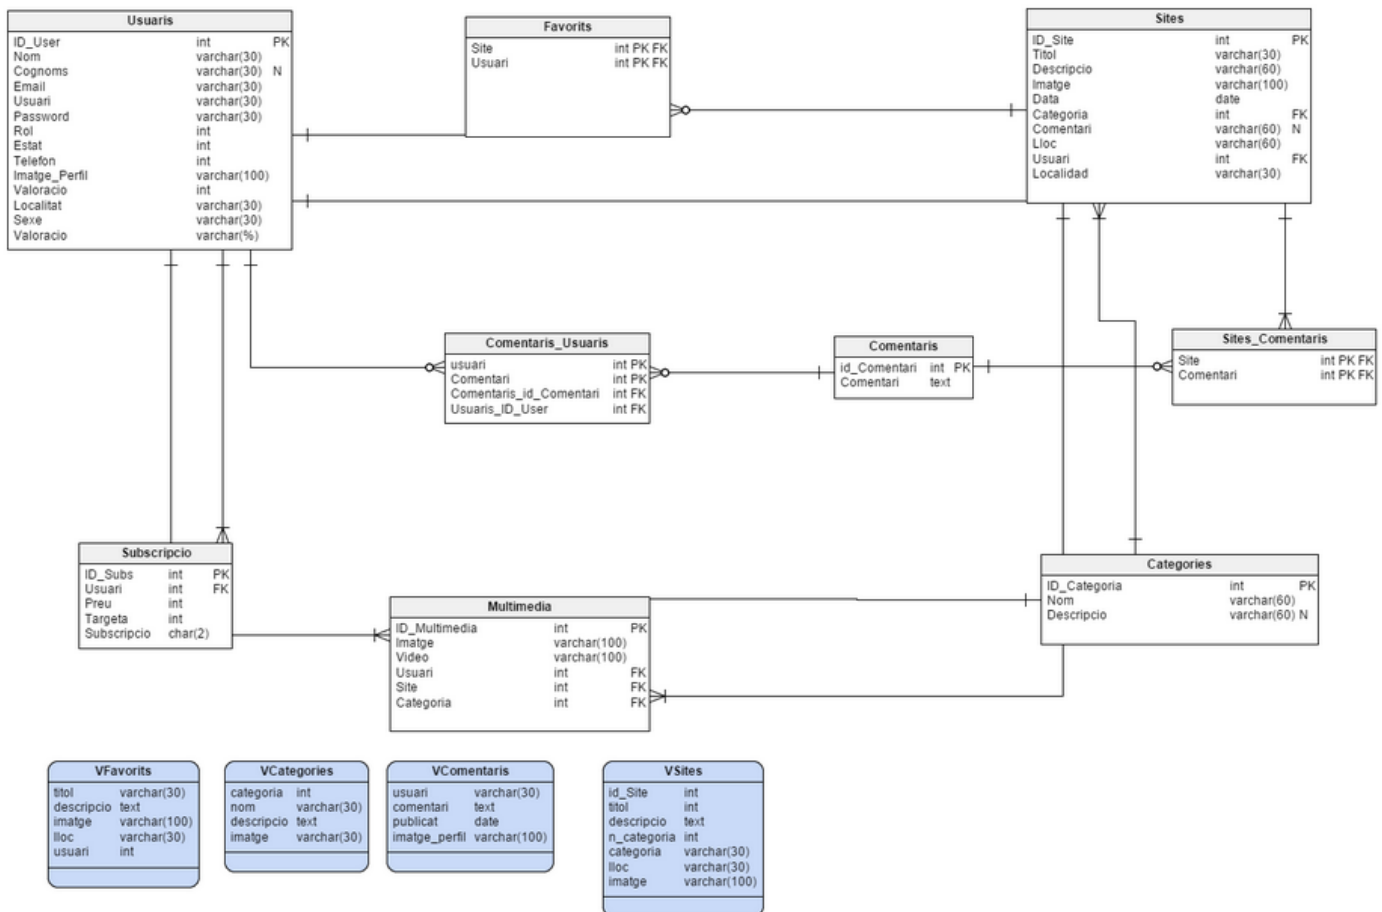 Usuaris
ID_User int PK
Nom varchar(30)
Cognoms varchar(30) N
Email varchar(30)
Usuari varchar(30)
Password varchar(30)
Rol int
Estat int
Telefon int
Imatge_Perfil varchar(100)
Valoracio int
Localitat varchar(30)
Sexe varchar(30)
Valoracio varchar(%)
Favorits
Site int PK FK
Usuari int PK FK
Sites
ID_Site int PK
Titol varchar(30)
Descripcio varchar(60)
Imatge varchar(100)
Data date
Categoria int FK
Comentari varchar(60) N
Lloc varchar(60)
Usuari int FK
Localidad varchar(30)
Comentaris_Usuaris
usuari int PK
Comentari int PK
Comentaris_id_Comentari int FK
Usuaris_ID_User int FK
Comentaris
id_Comentari int PK
Comentari text
Sites_Comentaris
Site int PK FK
Comentari int PK FK
Subscripcio
ID_Subs int PK
Usuari int FK
Preu int
Targeta int
Subscripcio char(2)
Multimedia
ID_Multimedia int PK
Imatge varchar(100)
Video varchar(100)
Usuari int FK
Site int FK
Categoria int FK
Categories
ID_Categoria int PK
Nom varchar(60)
Descripcio varchar(60) N
VFavorits
titol varchar(30)
descripcio text
imatge varchar(100)
lloc varchar(30)
usuari int
VCategories
categoria int
nom varchar(30)
descripcio text
imatge varchar(30)
VComentaris
usuari varchar(30)
comentari text
publicat date
imatge_perfil varchar(100)
VSites
id_Site int
titol int
descripcio text
n_categoria int
categoria varchar(30)
lloc varchar(30)
imatge varchar(100)